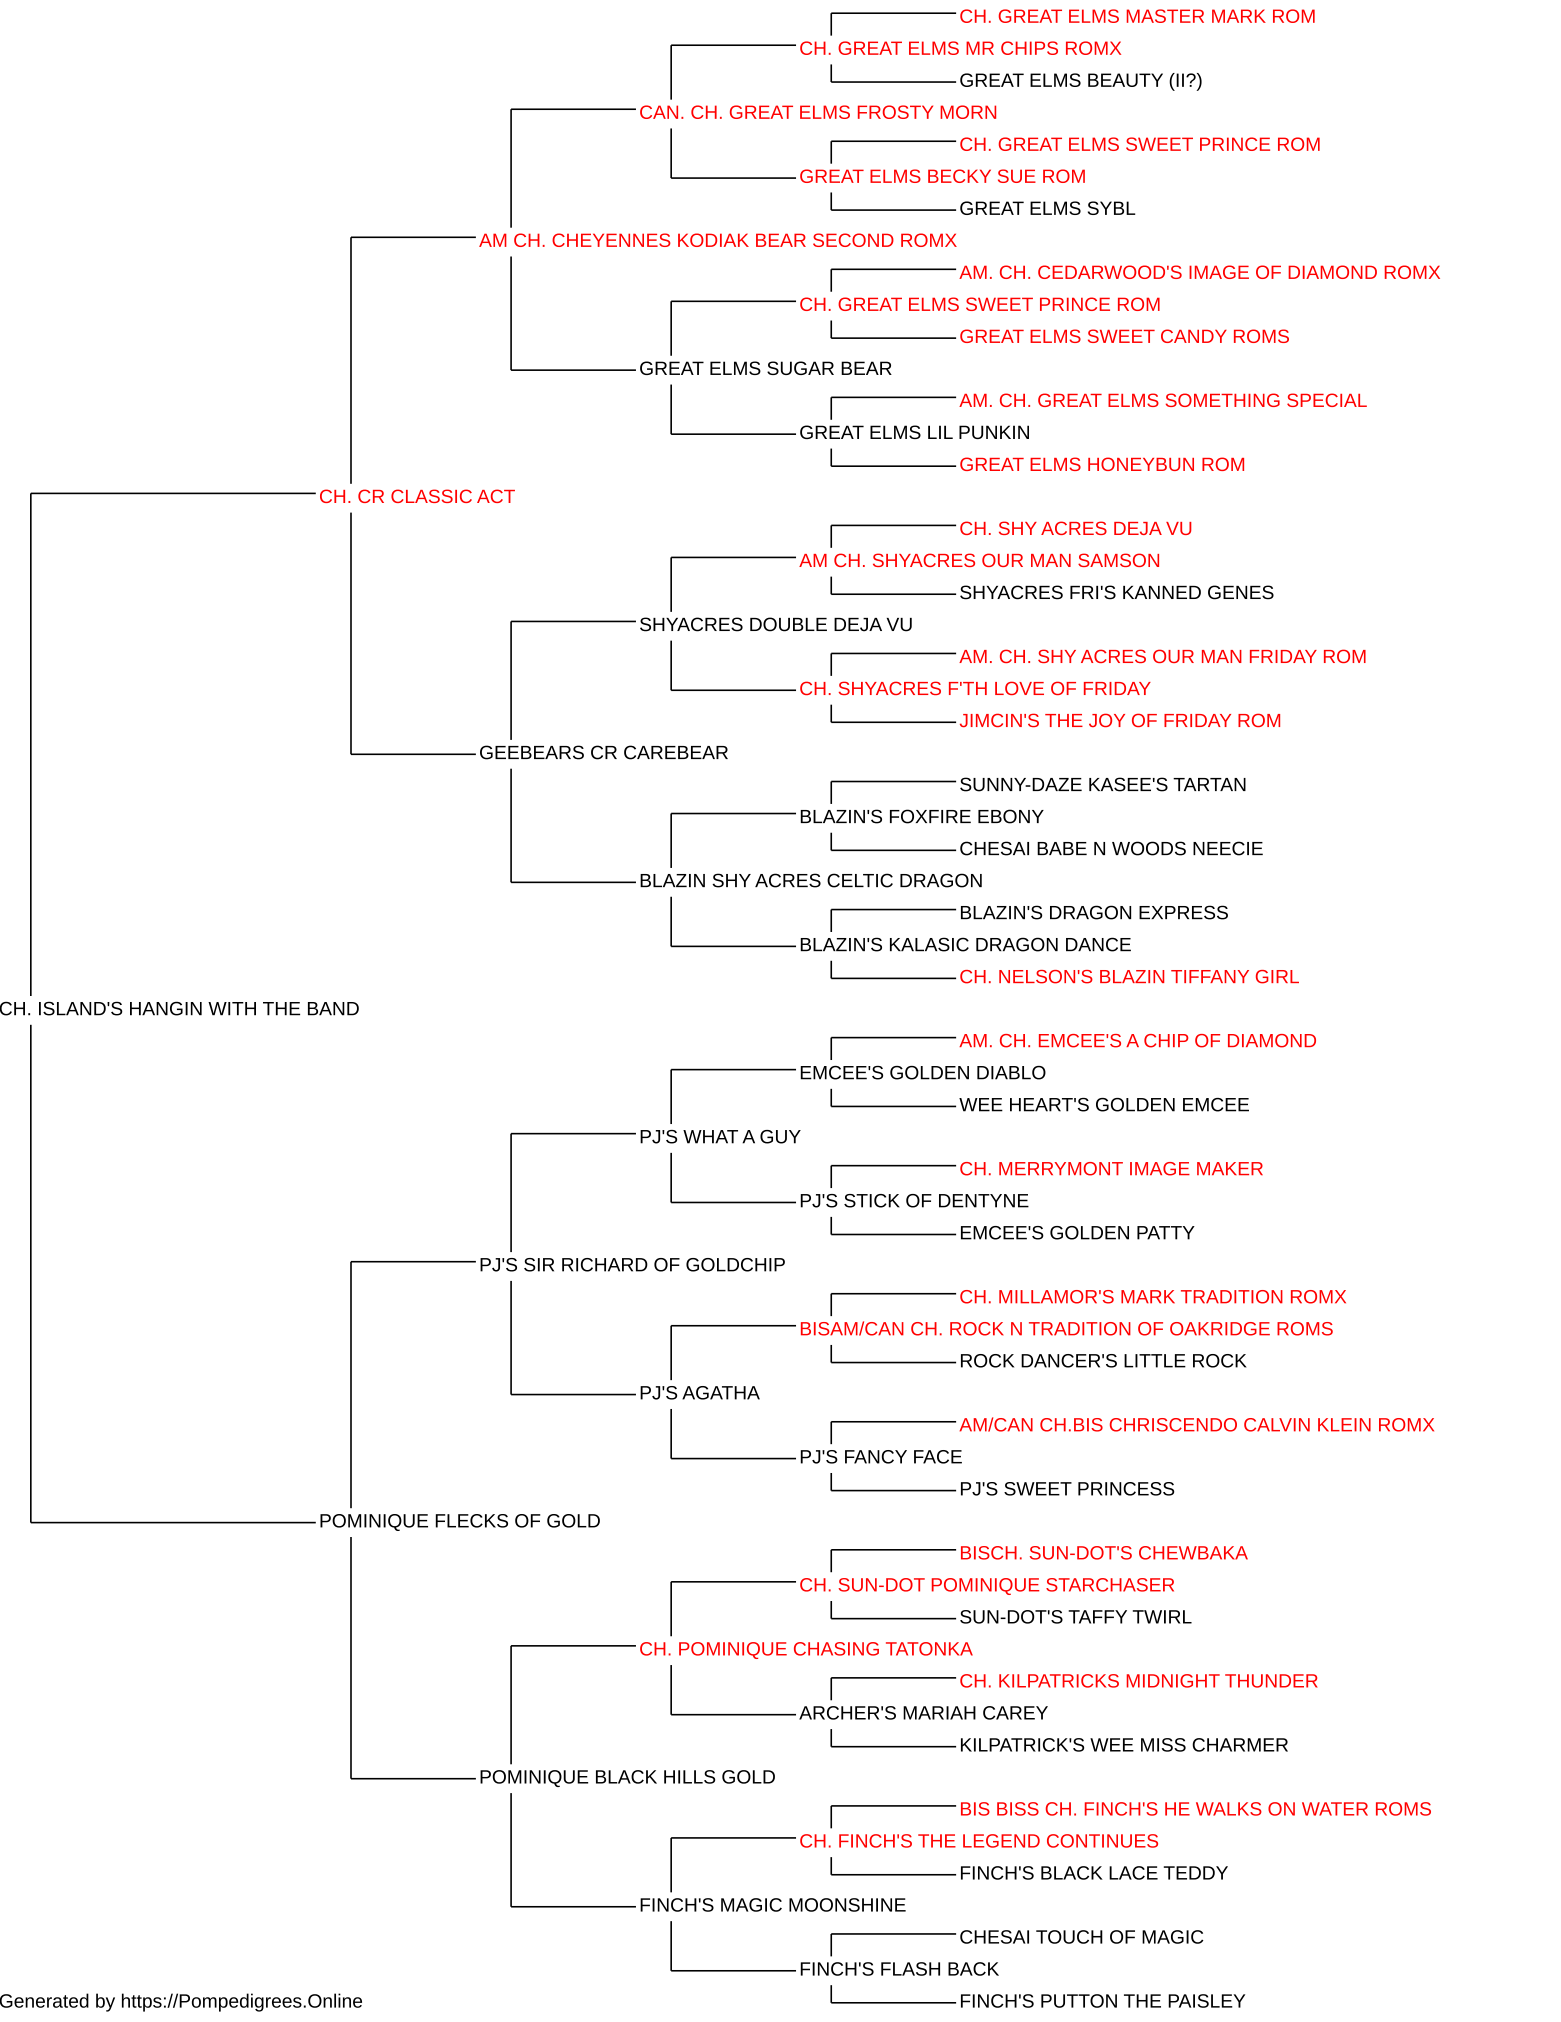 CH. GREAT ELMS MASTER MARK ROM
CH. GREAT ELMS MR CHIPS ROMX
GREAT ELMS BEAUTY (II?)
CAN. CH. GREAT ELMS FROSTY MORN
CH. GREAT ELMS SWEET PRINCE ROM
GREAT ELMS BECKY SUE ROM
GREAT ELMS SYBL
AM CH. CHEYENNES KODIAK BEAR SECOND ROMX
AM. CH. CEDARWOOD'S IMAGE OF DIAMOND ROMX
CH. GREAT ELMS SWEET PRINCE ROM
GREAT ELMS SWEET CANDY ROMS
GREAT ELMS SUGAR BEAR
AM. CH. GREAT ELMS SOMETHING SPECIAL
GREAT ELMS LIL PUNKIN
GREAT ELMS HONEYBUN ROM
CH. CR CLASSIC ACT
CH. SHY ACRES DEJA VU
AM CH. SHYACRES OUR MAN SAMSON
SHYACRES FRI'S KANNED GENES
SHYACRES DOUBLE DEJA VU
AM. CH. SHY ACRES OUR MAN FRIDAY ROM
CH. SHYACRES F'TH LOVE OF FRIDAY
JIMCIN'S THE JOY OF FRIDAY ROM
GEEBEARS CR CAREBEAR
SUNNY-DAZE KASEE'S TARTAN
BLAZIN'S FOXFIRE EBONY
CHESAI BABE N WOODS NEECIE
BLAZIN SHY ACRES CELTIC DRAGON
BLAZIN'S DRAGON EXPRESS
BLAZIN'S KALASIC DRAGON DANCE
CH. NELSON'S BLAZIN TIFFANY GIRL
CH. ISLAND'S HANGIN WITH THE BAND
AM. CH. EMCEE'S A CHIP OF DIAMOND
EMCEE'S GOLDEN DIABLO
WEE HEART'S GOLDEN EMCEE
PJ'S WHAT A GUY
CH. MERRYMONT IMAGE MAKER
PJ'S STICK OF DENTYNE
EMCEE'S GOLDEN PATTY
PJ'S SIR RICHARD OF GOLDCHIP
CH. MILLAMOR'S MARK TRADITION ROMX
BISAM/CAN CH. ROCK N TRADITION OF OAKRIDGE ROMS
ROCK DANCER'S LITTLE ROCK
PJ'S AGATHA
AM/CAN CH.BIS CHRISCENDO CALVIN KLEIN ROMX
PJ'S FANCY FACE
PJ'S SWEET PRINCESS
POMINIQUE FLECKS OF GOLD
BISCH. SUN-DOT'S CHEWBAKA
CH. SUN-DOT POMINIQUE STARCHASER
SUN-DOT'S TAFFY TWIRL
CH. POMINIQUE CHASING TATONKA
CH. KILPATRICKS MIDNIGHT THUNDER
ARCHER'S MARIAH CAREY
KILPATRICK'S WEE MISS CHARMER
POMINIQUE BLACK HILLS GOLD
BIS BISS CH. FINCH'S HE WALKS ON WATER ROMS
CH. FINCH'S THE LEGEND CONTINUES
FINCH'S BLACK LACE TEDDY
FINCH'S MAGIC MOONSHINE
CHESAI TOUCH OF MAGIC
FINCH'S FLASH BACK
FINCH'S PUTTON THE PAISLEY
Generated by https://Pompedigrees.Online